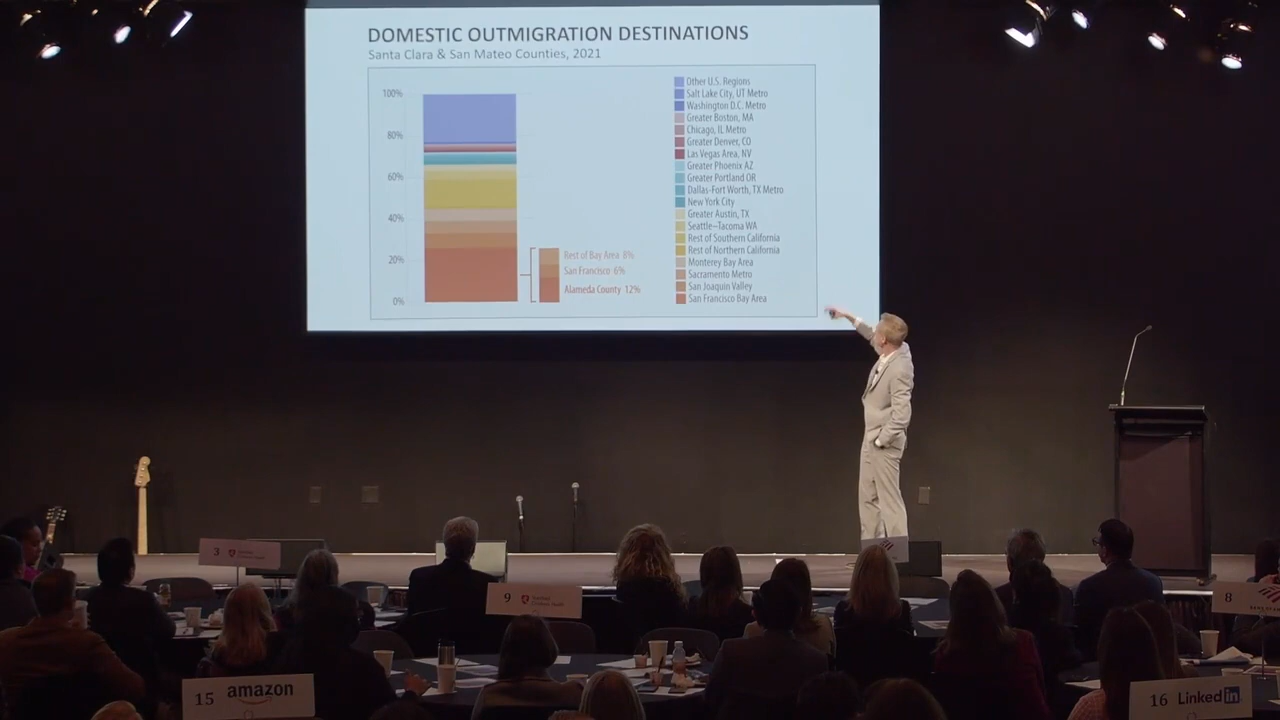 DOMESTIC OUTMIGRATION DESTINATIONS
Santa Clara & San Mateo Counties, 2021
100%
80%
60%
40%
20%
0%
Rest of Bay Area 8%
San Francisco 6%
Alameda County 12%
Other U.S. Regions
Salt Lake City, UT Metro
Washington D.C. Metro
Greater Boston, MA
Chicago, IL Metro
Greater Denver, CO
Las Vegas Area, NV
Greater Phoenix AZ
Greater Portland OR
Dallas-Fort Worth, TX Metro
New York City
Greater Austin, TX
Seattle–Tacoma WA
Rest of Southern California
Rest of Northern California
Monterey Bay Area
Sacramento Metro
San Joaquin Valley
San Francisco Bay Area
3
9
8
15 amazon
16 LinkedIn